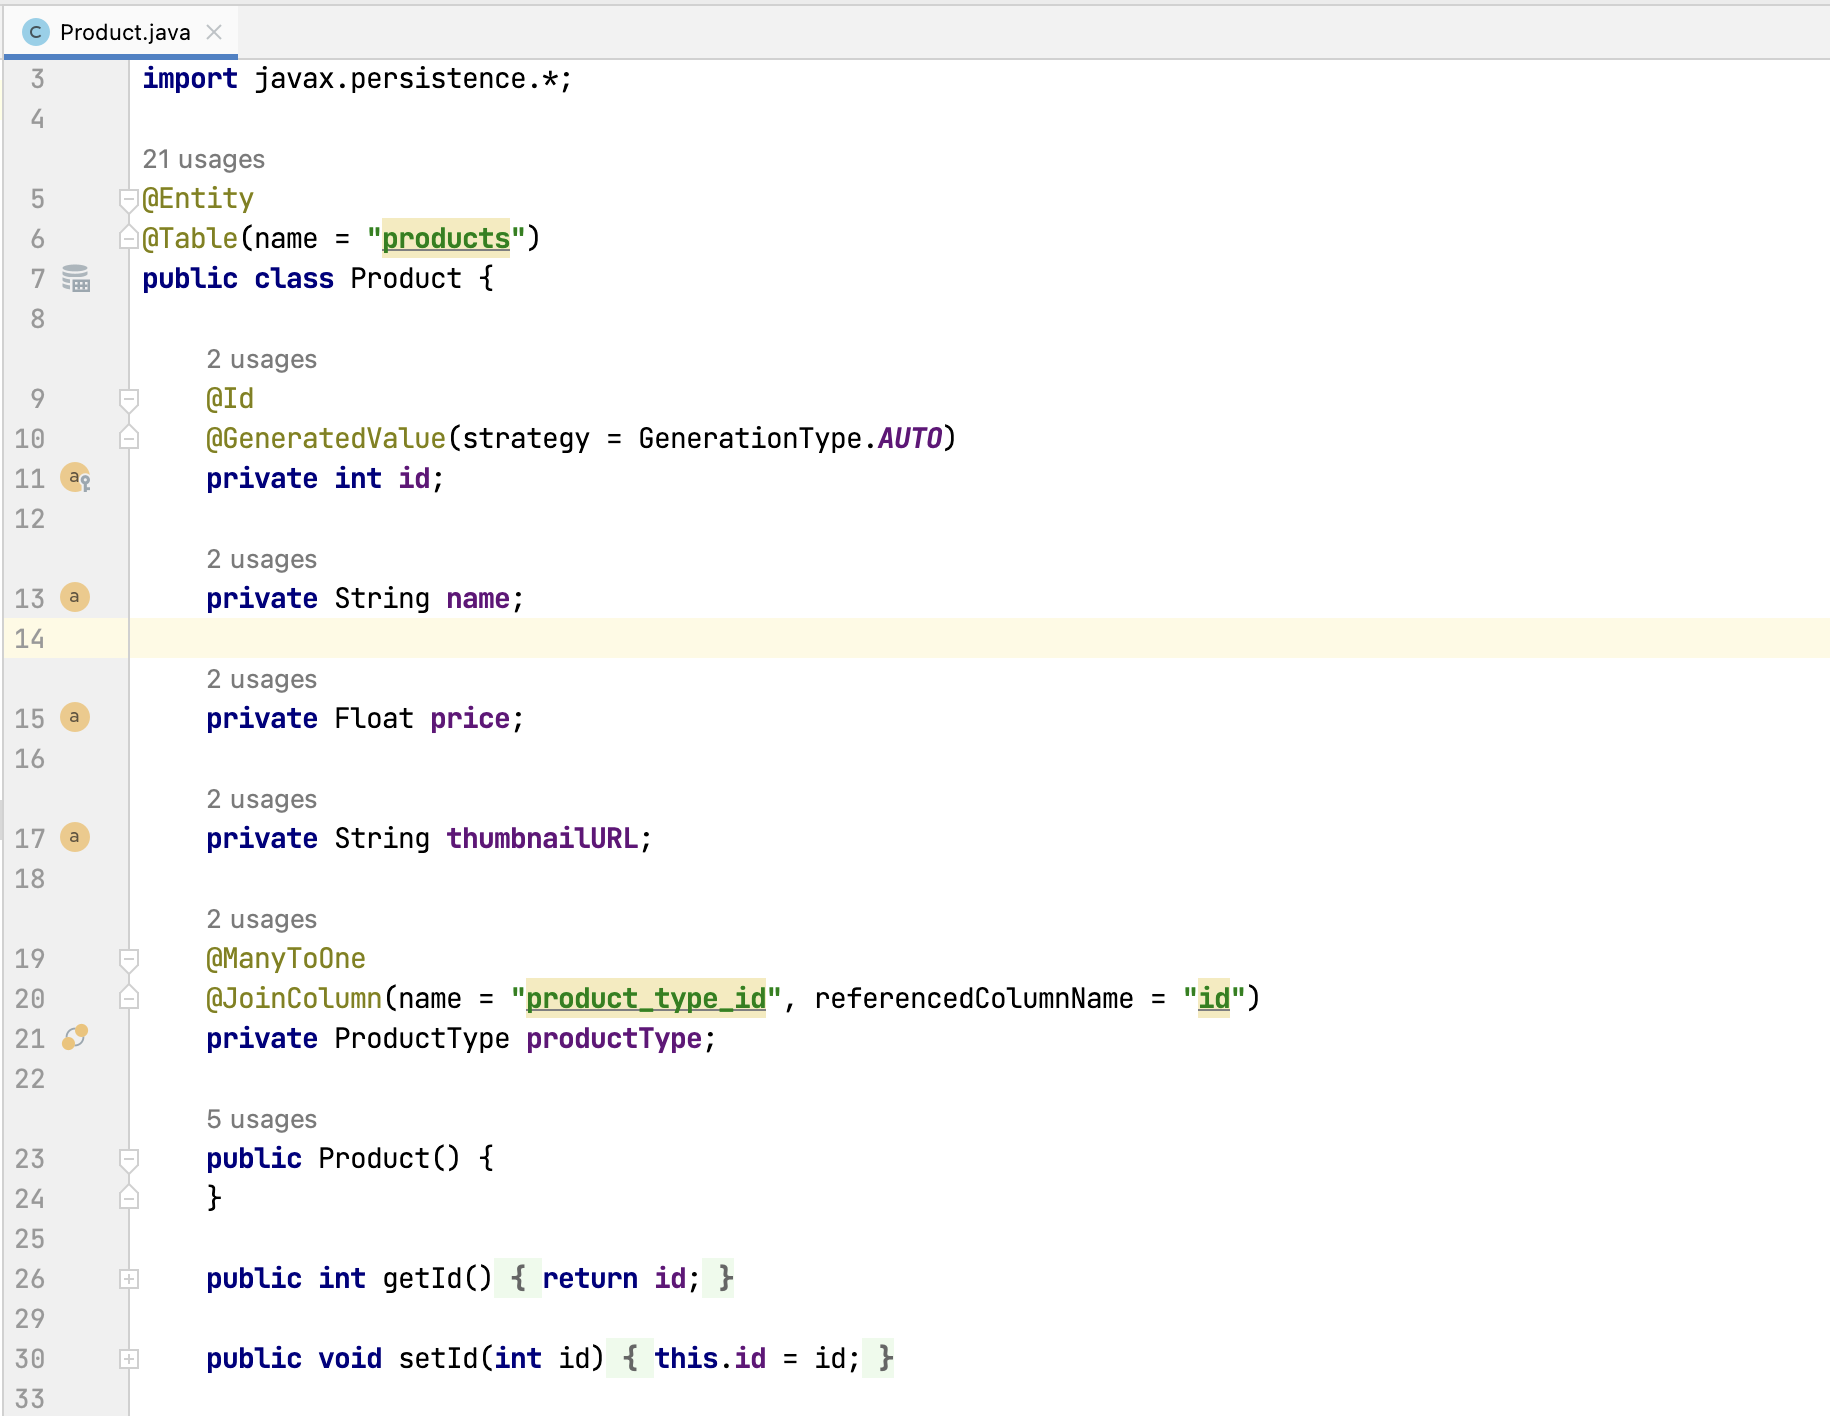 C Product.java
3 import javax.persistence.*;
4
21 usages
5 @Entity
6 @Table(name = "products")
7 public class Product {
8
2 usages
9 @Id
10 @GeneratedValue(strategy = GenerationType.AUTO)
11 a private int id;
12
2 usages
13 a private String name;
14
2 usages
15 a private Float price;
16
2 usages
17 a private String thumbnailURL;
18
2 usages
19 @ManyToOne
20 @JoinColumn(name = "product_type_id", referencedColumnName = "id")
21 private ProductType productType;
22
5 usages
23 public Product() {
24 }
25
26 public int getId() { return id; }
29
30 public void setId(int id) { this.id = id; }
33